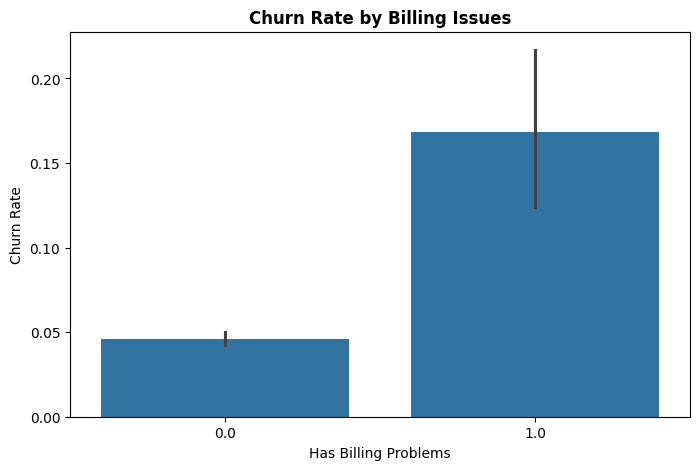 Churn Rate by Billing Issues
Churn Rate
0.20
0.15
0.10
0.05
0.00
0.0 1.0
Has Billing Problems